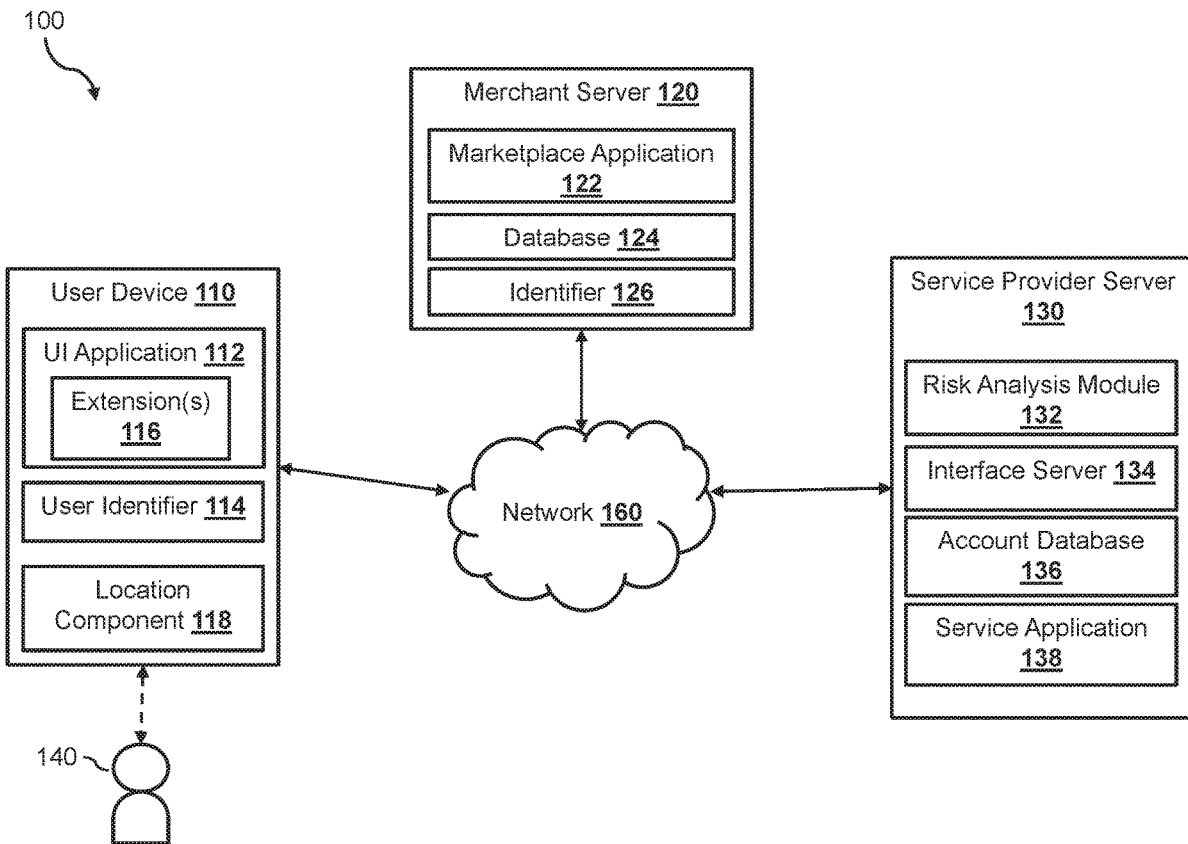 100
Merchant Server 120
Marketplace Application
122
Database 124
Identifier 126
User Device 110
UI Application 112
Extension(s)
116
User Identifier 114
Location
Component 118
Network 160
Service Provider Server
130
Risk Analysis Module
132
Interface Server 134
Account Database
136
Service Application
138
140